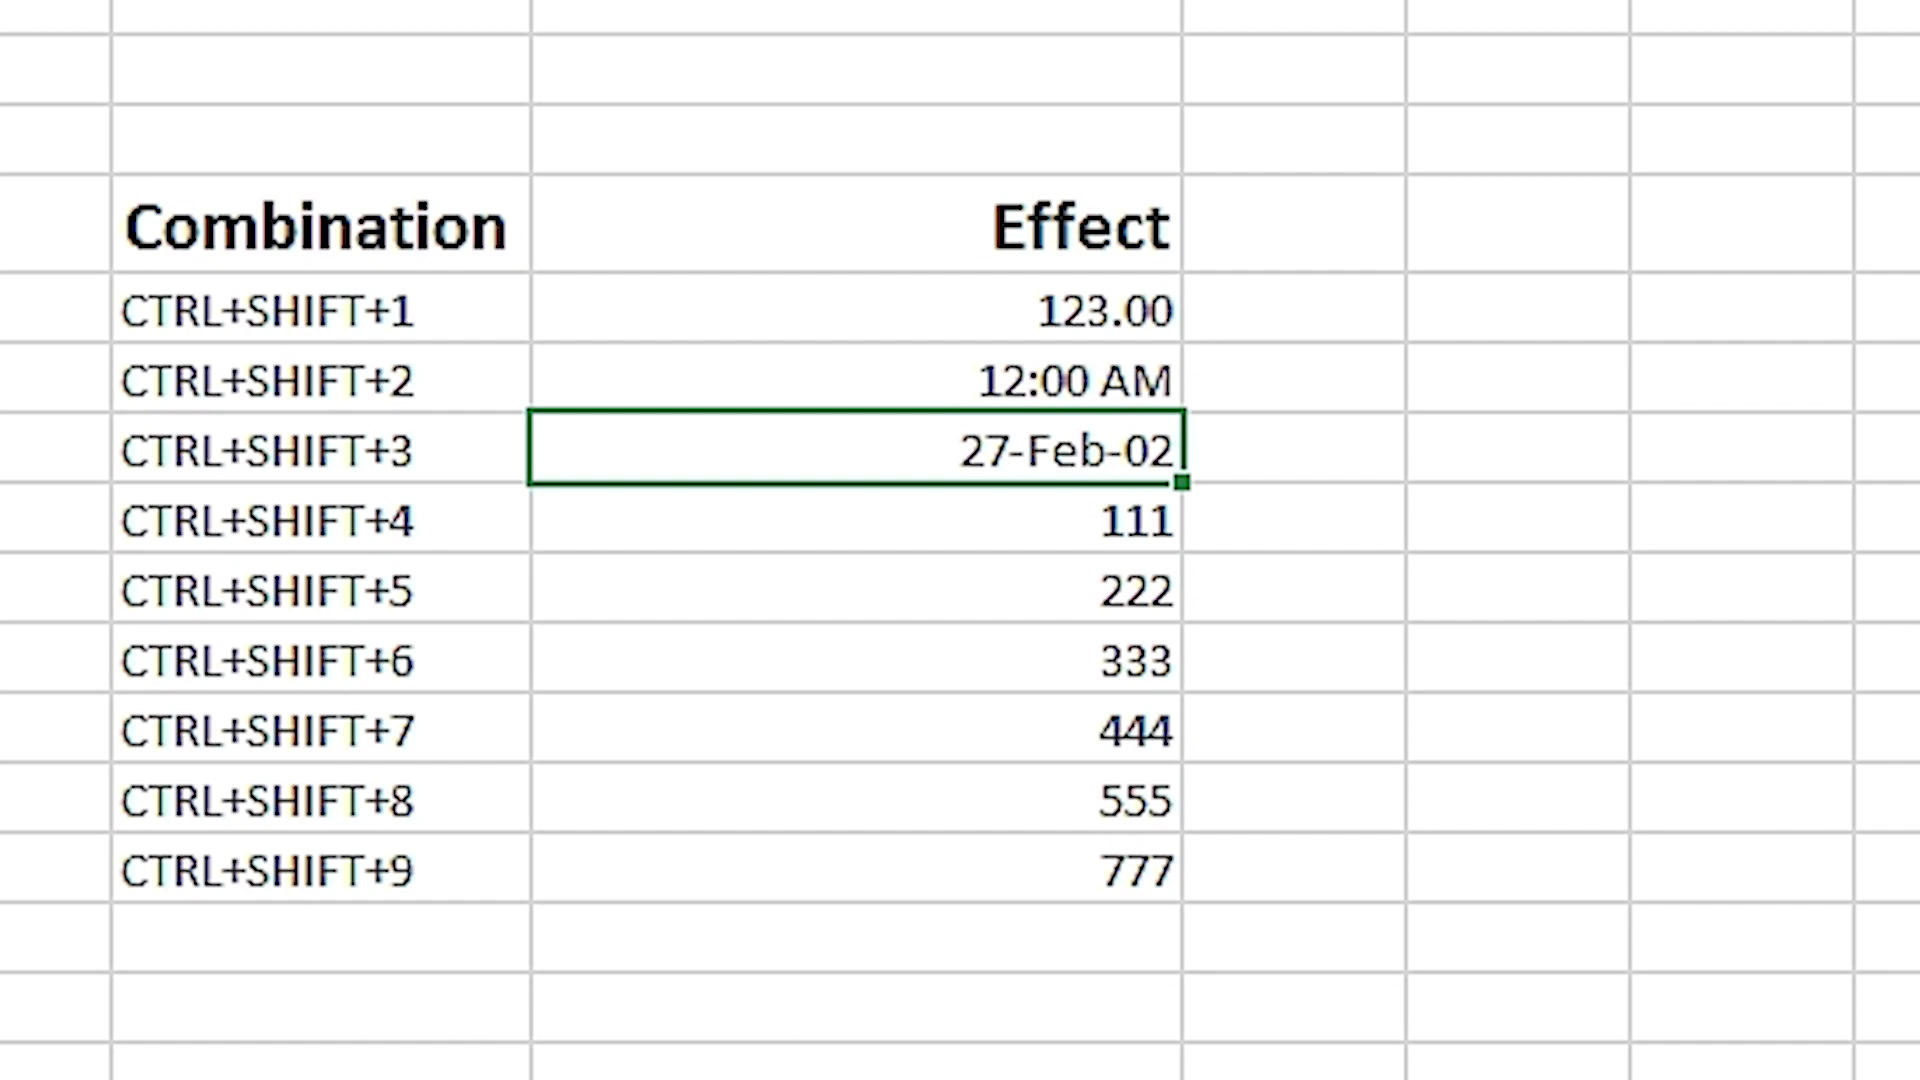 Combination Effect
CTRL+SHIFT+1 123.00
CTRL+SHIFT+2 12:00 AM
CTRL+SHIFT+3 27-Feb-02
CTRL+SHIFT+4 111
CTRL+SHIFT+5 222
CTRL+SHIFT+6 333
CTRL+SHIFT+7 444
CTRL+SHIFT+8 555
CTRL+SHIFT+9 777